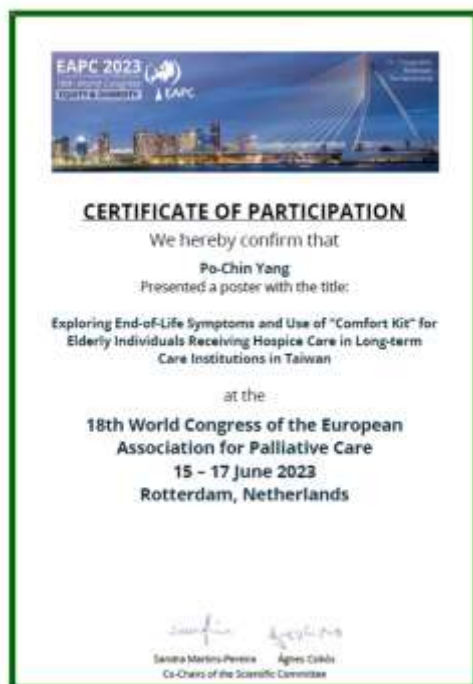 EAPC 2023
18th World Congress
EAPC
CERTIFICATE OF PARTICIPATION
We hereby confirm that
Po-Chin Yang
Presented a poster with the title:
Exploring End-of-Life Symptoms and Use of "Comfort Kit" for
Elderly Individuals Receiving Hospice Care in Long-term
Care Institutions in Taiwan
at the
18th World Congress of the European
Association for Palliative Care
15 – 17 June 2023
Rotterdam, Netherlands
Sandra Martins-Pereira Ágnes Csikós
Co-Chairs of the Scientific Committee